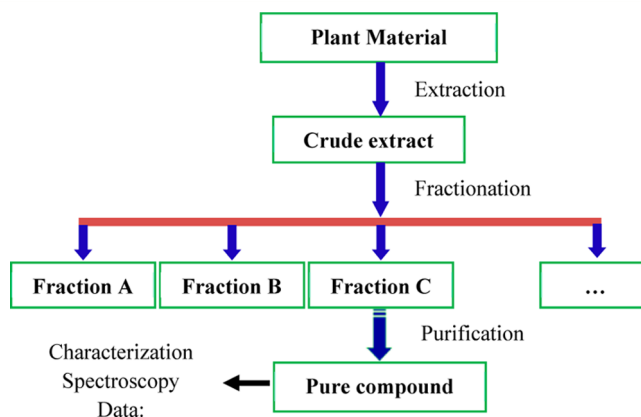 Plant Material
Extraction
Crude extract
Fractionation
Fraction A
Fraction B
Fraction C
...
Purification
Characterization
Spectroscopy
Data:
Pure compound